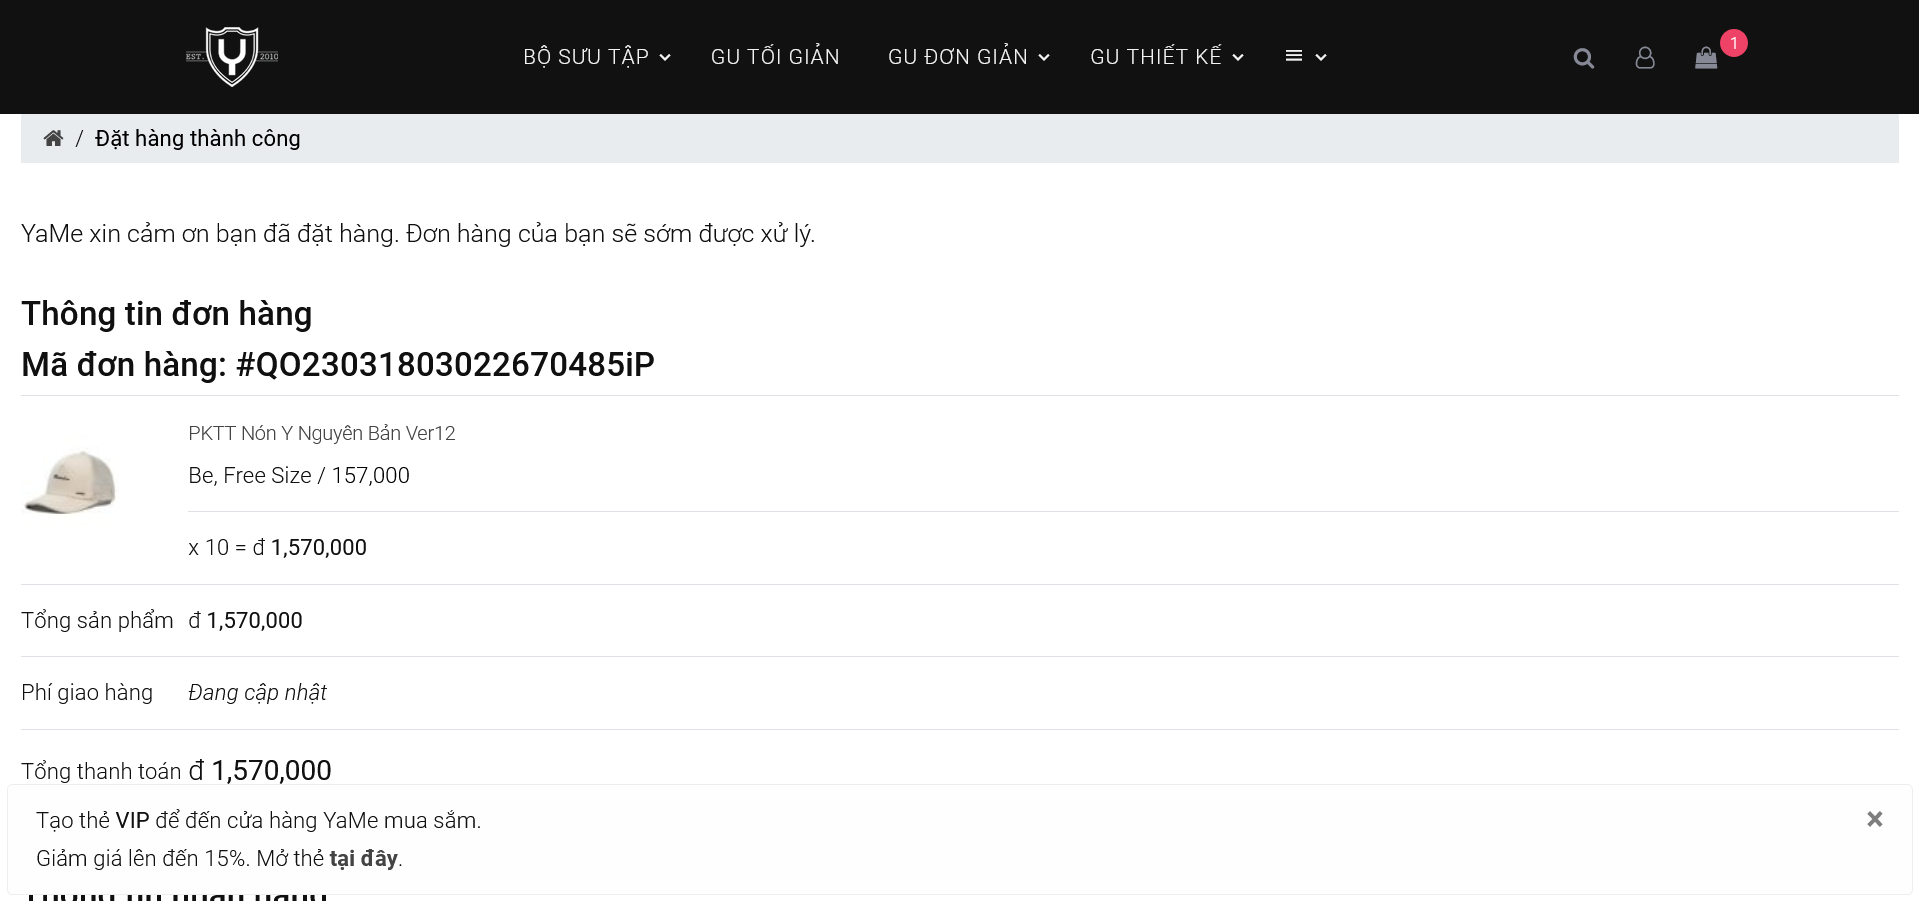 EST. Y 2010
BỘ SƯU TẬP GU TỐI GIẢN GU ĐƠN GIẢN GU THIẾT KẾ 1
/ Đặt hàng thành công
YaMe xin cảm ơn bạn đã đặt hàng. Đơn hàng của bạn sẽ sớm được xử lý.
Thông tin đơn hàng
Mã đơn hàng: #QO23031803022670485iP
PKTT Nón Y Nguyên Bản Ver12
Be, Free Size / 157,000
x 10 = đ 1,570,000
Tổng sản phẩm đ 1,570,000
Phí giao hàng Đang cập nhật
Tổng thanh toán đ 1,570,000
Tạo thẻ VIP để đến cửa hàng YaMe mua sắm. ×
Giảm giá lên đến 15%. Mở thẻ tại đây.
Thông tin nhận hàng